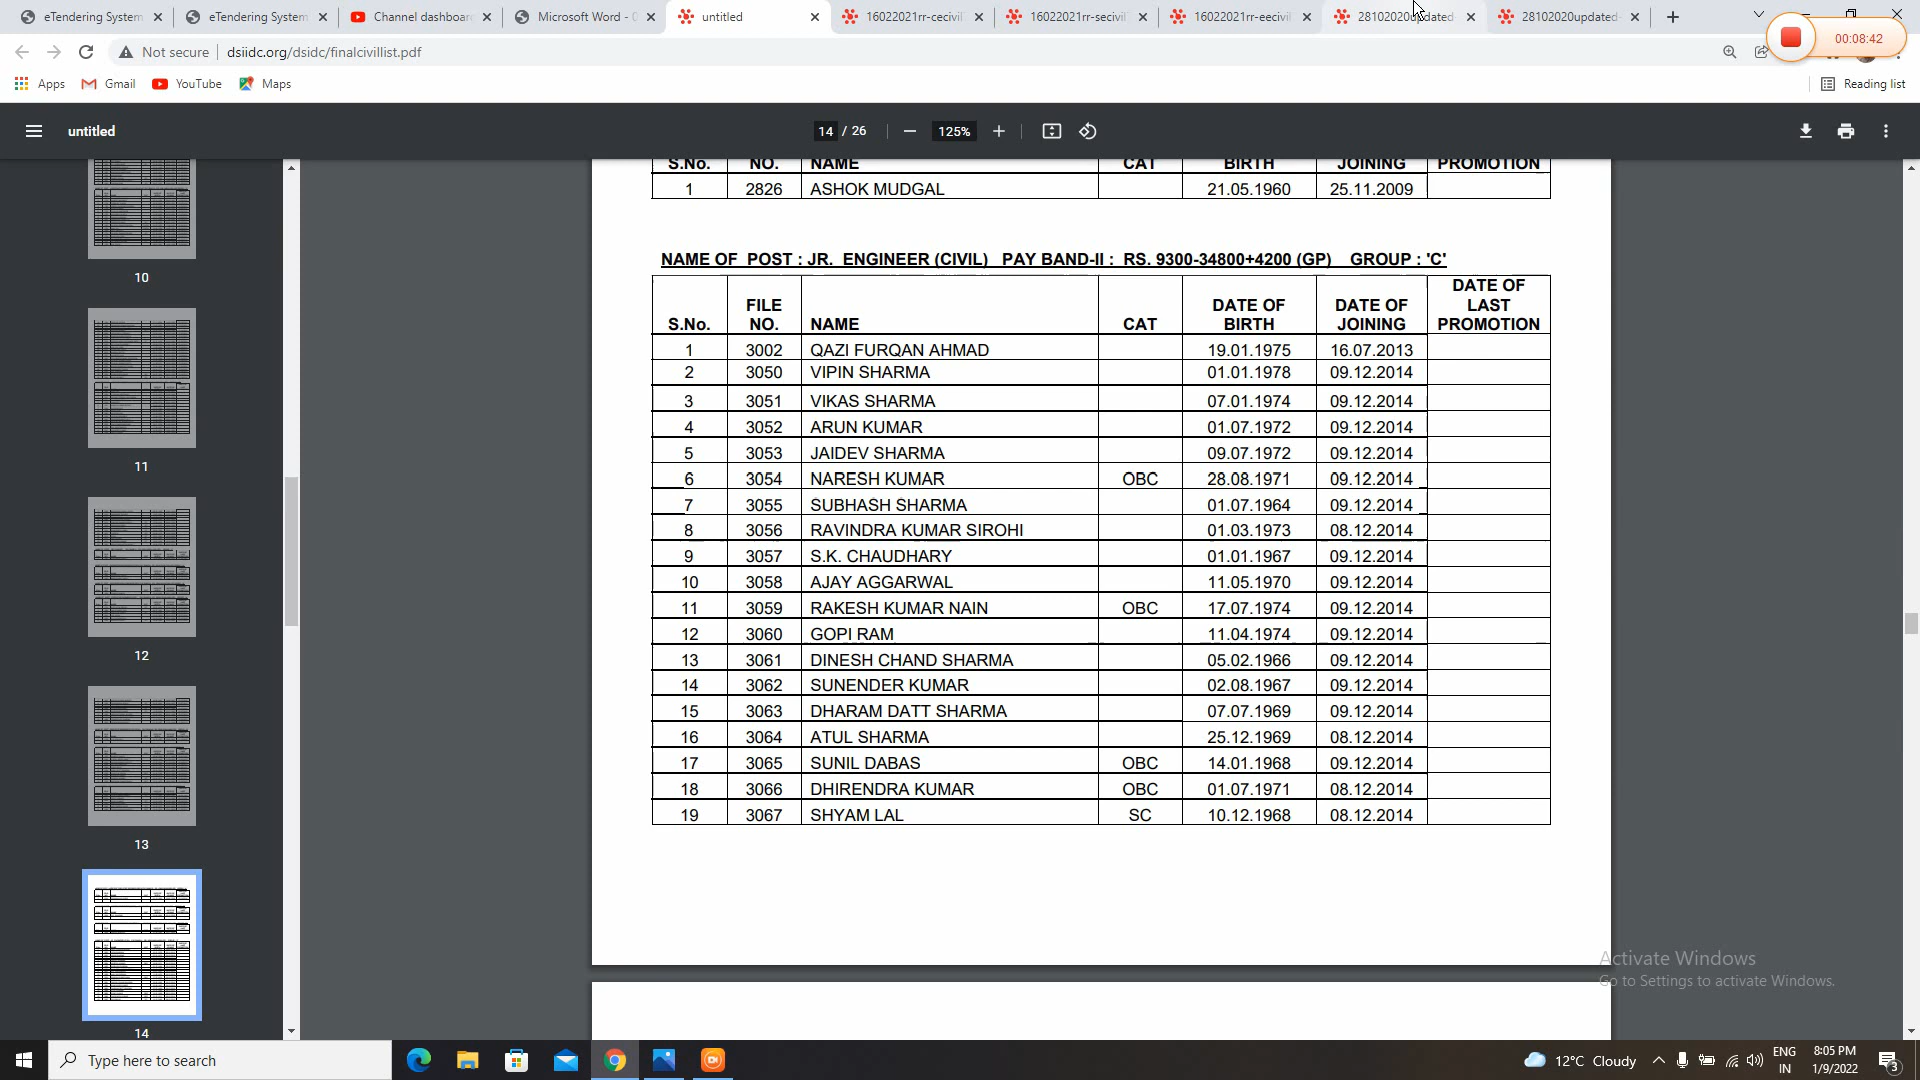 eTendering System
eTendering System
Channel dashboar
Microsoft Word - 0
untitled
16022021rr-cecivil
16022021rr-secivil
16022021rr-eecivil
28102020updated
28102020updated-
00:08:42
Not secure
dsiidc.org/dsidc/finalcivillist.pdf
Apps
Gmail
YouTube
Maps
Reading list
untitled
14 / 26
125%
10
11
12
13
14
S.No. NO. NAME CAT BIRTH JOINING PROMOTION
1 2826 ASHOK MUDGAL 21.05.1960 25.11.2009
NAME OF POST : JR. ENGINEER (CIVIL) PAY BAND-II : RS. 9300-34800+4200 (GP) GROUP : 'C'
S.No. FILE NO. NAME CAT DATE OF BIRTH DATE OF JOINING DATE OF LAST PROMOTION
1 3002 QAZI FURQAN AHMAD 19.01.1975 16.07.2013
2 3050 VIPIN SHARMA 01.01.1978 09.12.2014
3 3051 VIKAS SHARMA 07.01.1974 09.12.2014
4 3052 ARUN KUMAR 01.07.1972 09.12.2014
5 3053 JAIDEV SHARMA 09.07.1972 09.12.2014
6 3054 NARESH KUMAR OBC 28.08.1971 09.12.2014
7 3055 SUBHASH SHARMA 01.07.1964 09.12.2014
8 3056 RAVINDRA KUMAR SIROHI 01.03.1973 08.12.2014
9 3057 S.K. CHAUDHARY 01.01.1967 09.12.2014
10 3058 AJAY AGGARWAL 11.05.1970 09.12.2014
11 3059 RAKESH KUMAR NAIN OBC 17.07.1974 09.12.2014
12 3060 GOPI RAM 11.04.1974 09.12.2014
13 3061 DINESH CHAND SHARMA 05.02.1966 09.12.2014
14 3062 SUNENDER KUMAR 02.08.1967 09.12.2014
15 3063 DHARAM DATT SHARMA 07.07.1969 09.12.2014
16 3064 ATUL SHARMA 25.12.1969 08.12.2014
17 3065 SUNIL DABAS OBC 14.01.1968 09.12.2014
18 3066 DHIRENDRA KUMAR OBC 01.07.1971 08.12.2014
19 3067 SHYAM LAL SC 10.12.1968 08.12.2014
Activate Windows
Go to Settings to activate Windows.
Type here to search
12°C Cloudy
ENG
IN
8:05 PM
1/9/2022
3